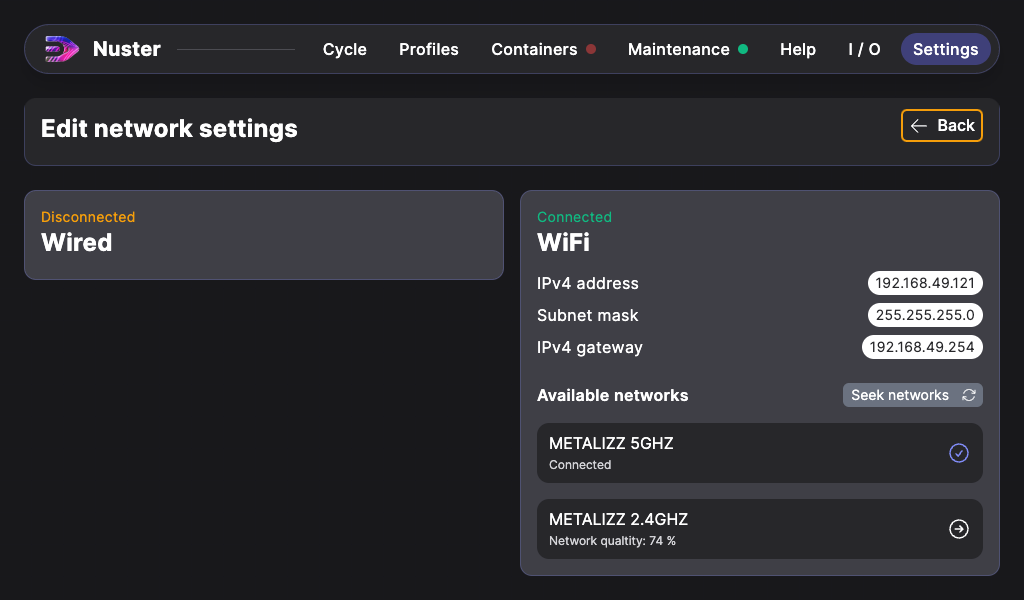 Nuster
Cycle
Profiles
Containers
Maintenance
Help
I / O
Settings
Edit network settings
Back
Disconnected
Wired
Connected
WiFi
IPv4 address 192.168.49.121
Subnet mask 255.255.255.0
IPv4 gateway 192.168.49.254
Available networks Seek networks
METALIZZ 5GHZ
Connected
METALIZZ 2.4GHZ
Network qualtity: 74 %